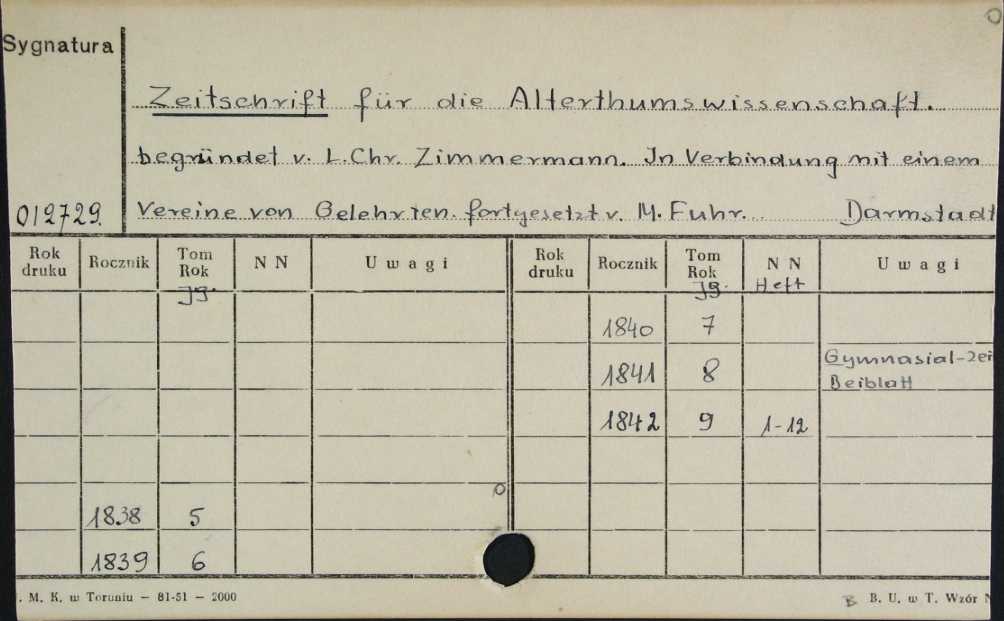 Sygnatura
Zeitschrift für die Alterthumswissenschaft.
begründet v. L. Chr. Zimmermann. In Verbindung mit einem
012729. Vereine von Gelehrten. fortgesetzt v. M. Fuhr... Darmstadt
Rok druku Rocznik Tom Rok N N Uwagi Rok druku Rocznik Tom Rok N N Uwagi
Jg. Jg. Heft
1840 7
1841 8 Gymnasial-Zei
Beiblatt
1842 9 1-12
1838 5
1839 6
. M. K. w Toruniu — 81-51 — 2000 B B. U. w T. Wzór N